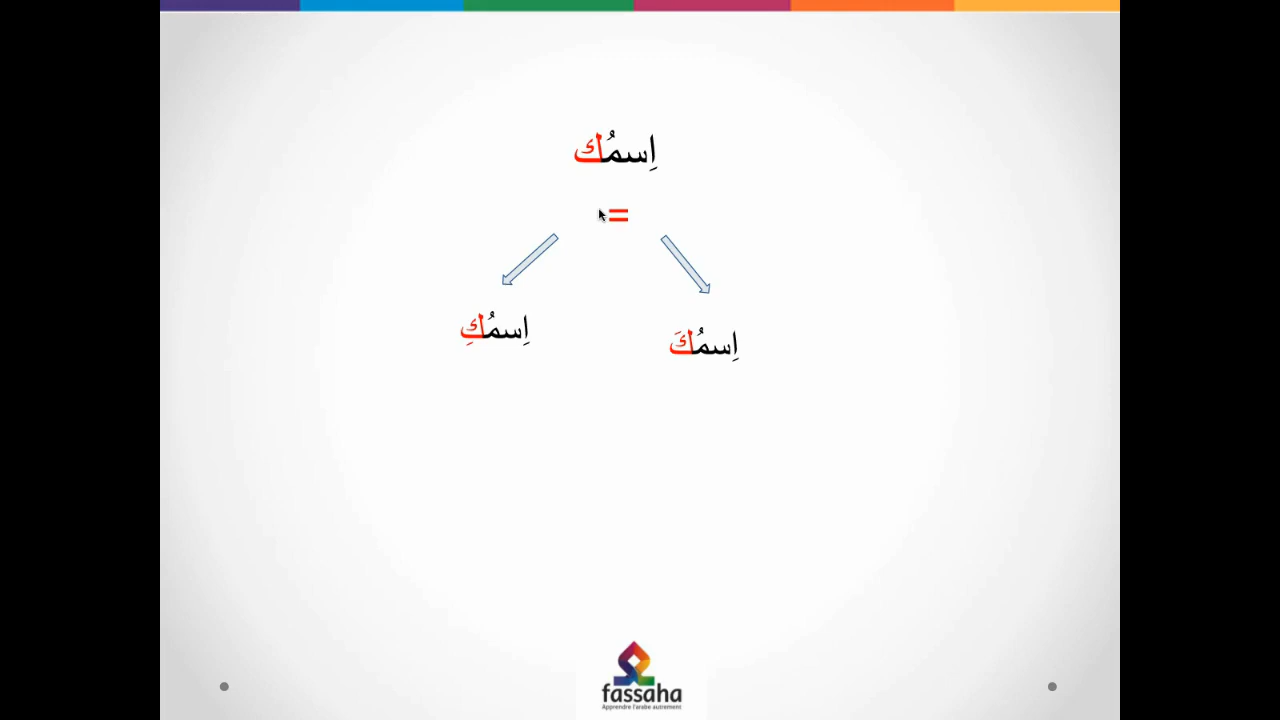 اِسمُك
=
اِسمُكَ
اِسمُكِ
fassaha
Apprendre l'arabe autrement